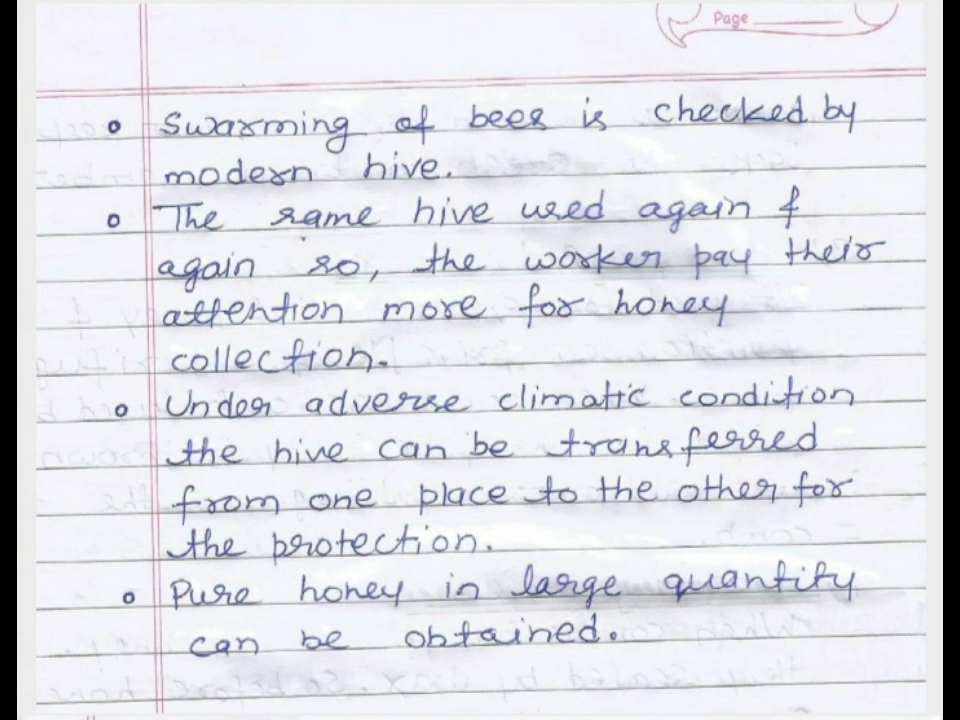 Page
• Swarming of bees is checked by
modern hive.
• The same hive used again &
again so, the worker pay their
attention more for honey
collection.
• Under adverse climatic condition
the hive can be transferred
from one place to the other for
the protection.
• Pure honey in large quantity
can be obtained.